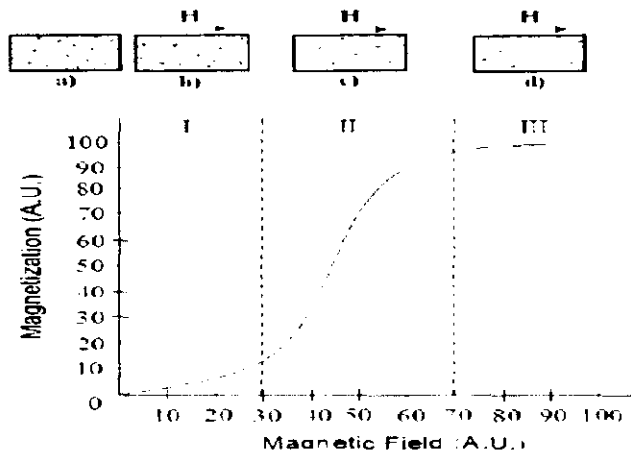 H H H
a) b) c) d)
I II III
100
90
80
70
60
50
40
30
20
10
0
10 20 30 40 50 60 70 80 90 100
Magnetization (A.U.)
Magnetic Field (A.U.)